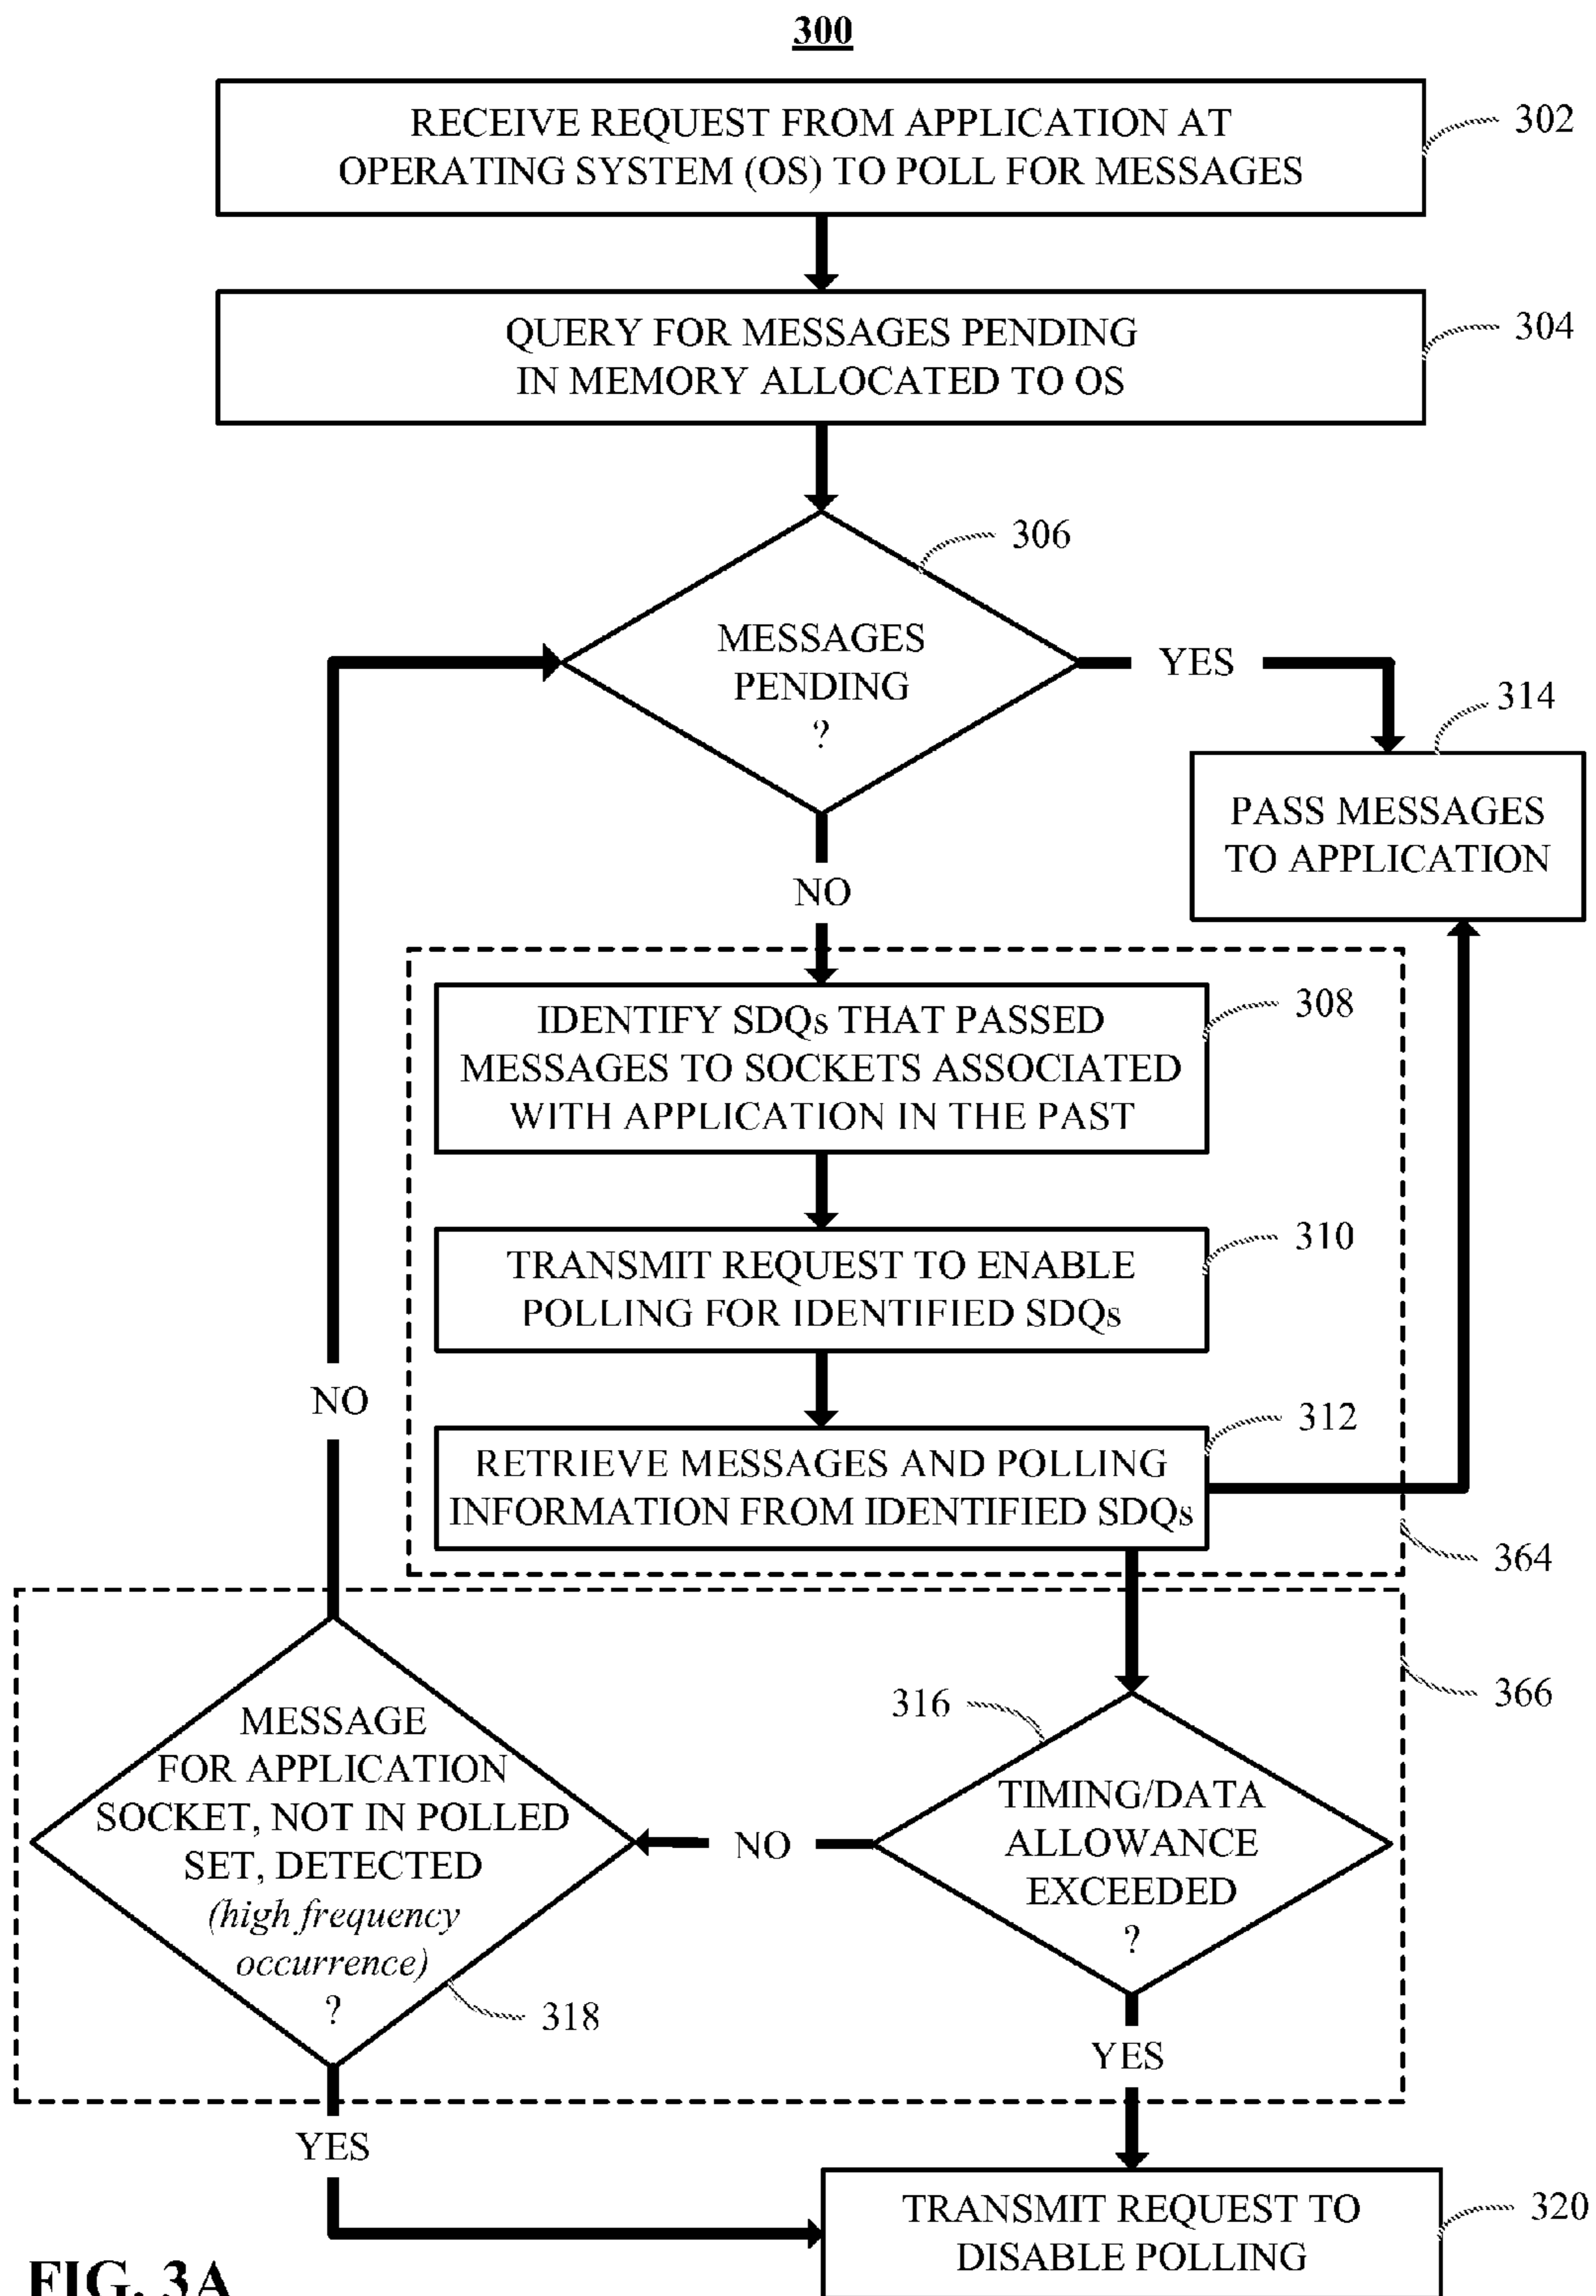 300
RECEIVE REQUEST FROM APPLICATION AT
OPERATING SYSTEM (OS) TO POLL FOR MESSAGES
302
QUERY FOR MESSAGES PENDING
IN MEMORY ALLOCATED TO OS
304
306
MESSAGES
PENDING
?
YES
314
PASS MESSAGES
TO APPLICATION
NO
IDENTIFY SDQs THAT PASSED
MESSAGES TO SOCKETS ASSOCIATED
WITH APPLICATION IN THE PAST
308
TRANSMIT REQUEST TO ENABLE
POLLING FOR IDENTIFIED SDQs
310
NO
312
RETRIEVE MESSAGES AND POLLING
INFORMATION FROM IDENTIFIED SDQs
364
366
316
TIMING/DATA
ALLOWANCE
EXCEEDED
?
NO
MESSAGE
FOR APPLICATION
SOCKET, NOT IN POLLED
SET, DETECTED
(high frequency
occurrence)
?
318
YES
YES
TRANSMIT REQUEST TO
DISABLE POLLING
320
FIG. 3A